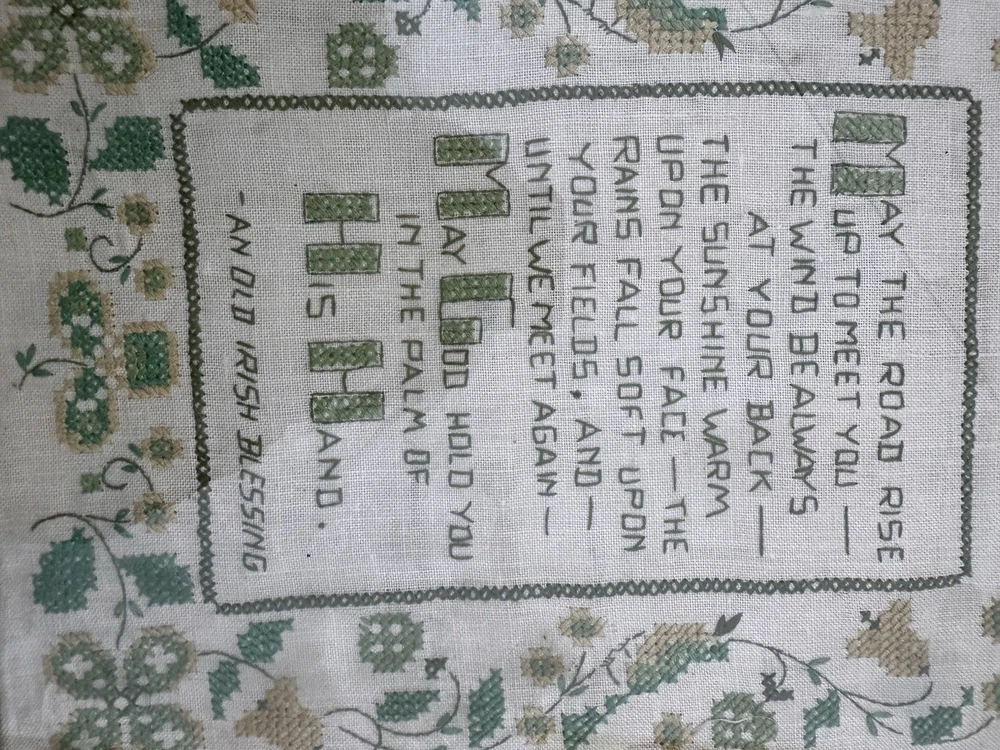 MAY THE ROAD RISE
UP TO MEET YOU —
THE WIND BE ALWAYS
AT YOUR BACK —
THE SUNSHINE WARM
UPON YOUR FACE — THE
RAINS FALL SOFT UPON
YOUR FIELDS, AND —
UNTIL WE MEET AGAIN —
MAY GOD HOLD YOU
IN THE PALM OF
HIS HAND.
- AN OLD IRISH BLESSING